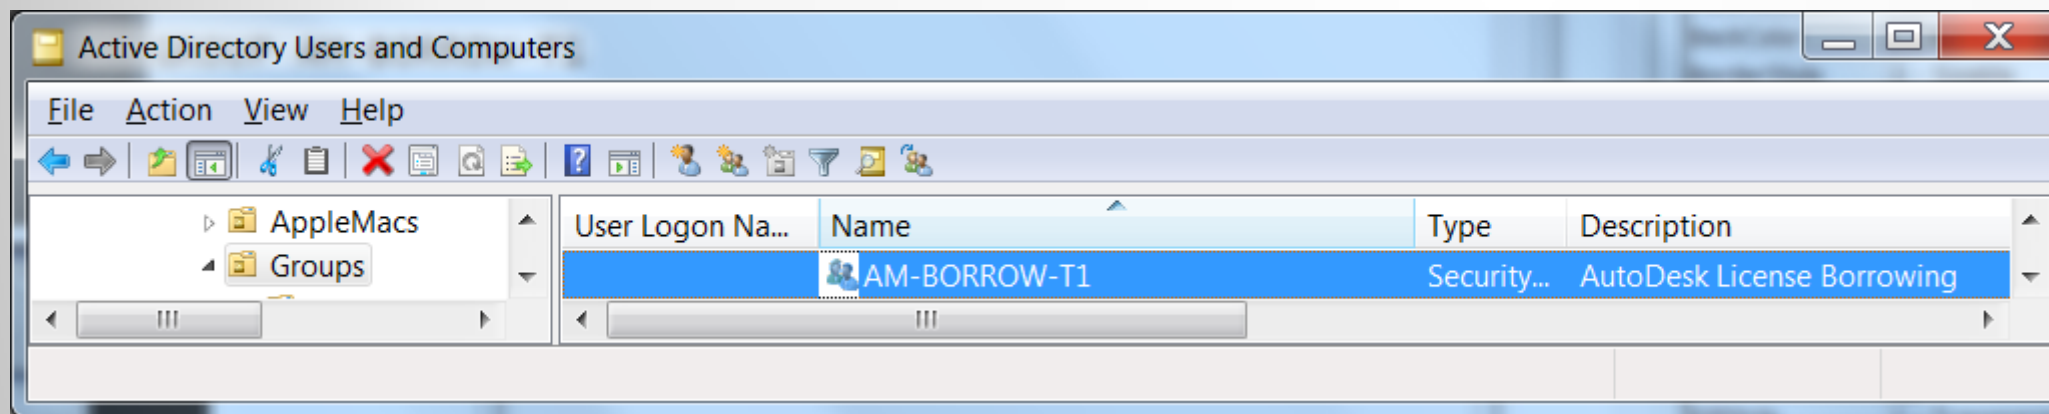 Active Directory Users and Computers
File Action View Help
AppleMacs
Groups
User Logon Na... Name Type Description
AM-BORROW-T1 Security... AutoDesk License Borrowing